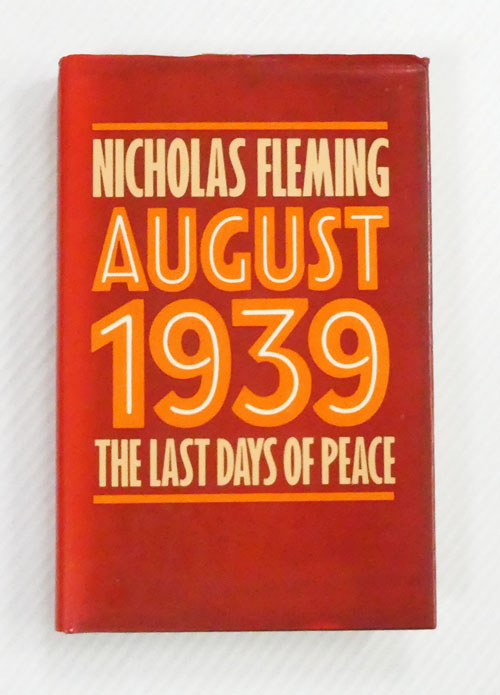 NICHOLAS FLEMING
AUGUST
1939
THE LAST DAYS OF PEACE